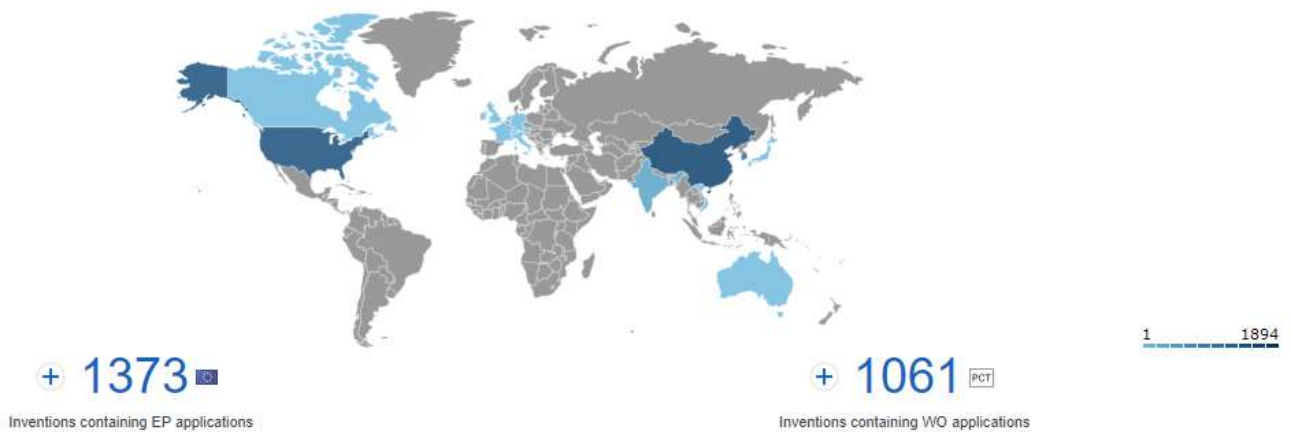 1 1894
+ 1373
+ 1061 PCT
Inventions containing EP applications
Inventions containing WO applications